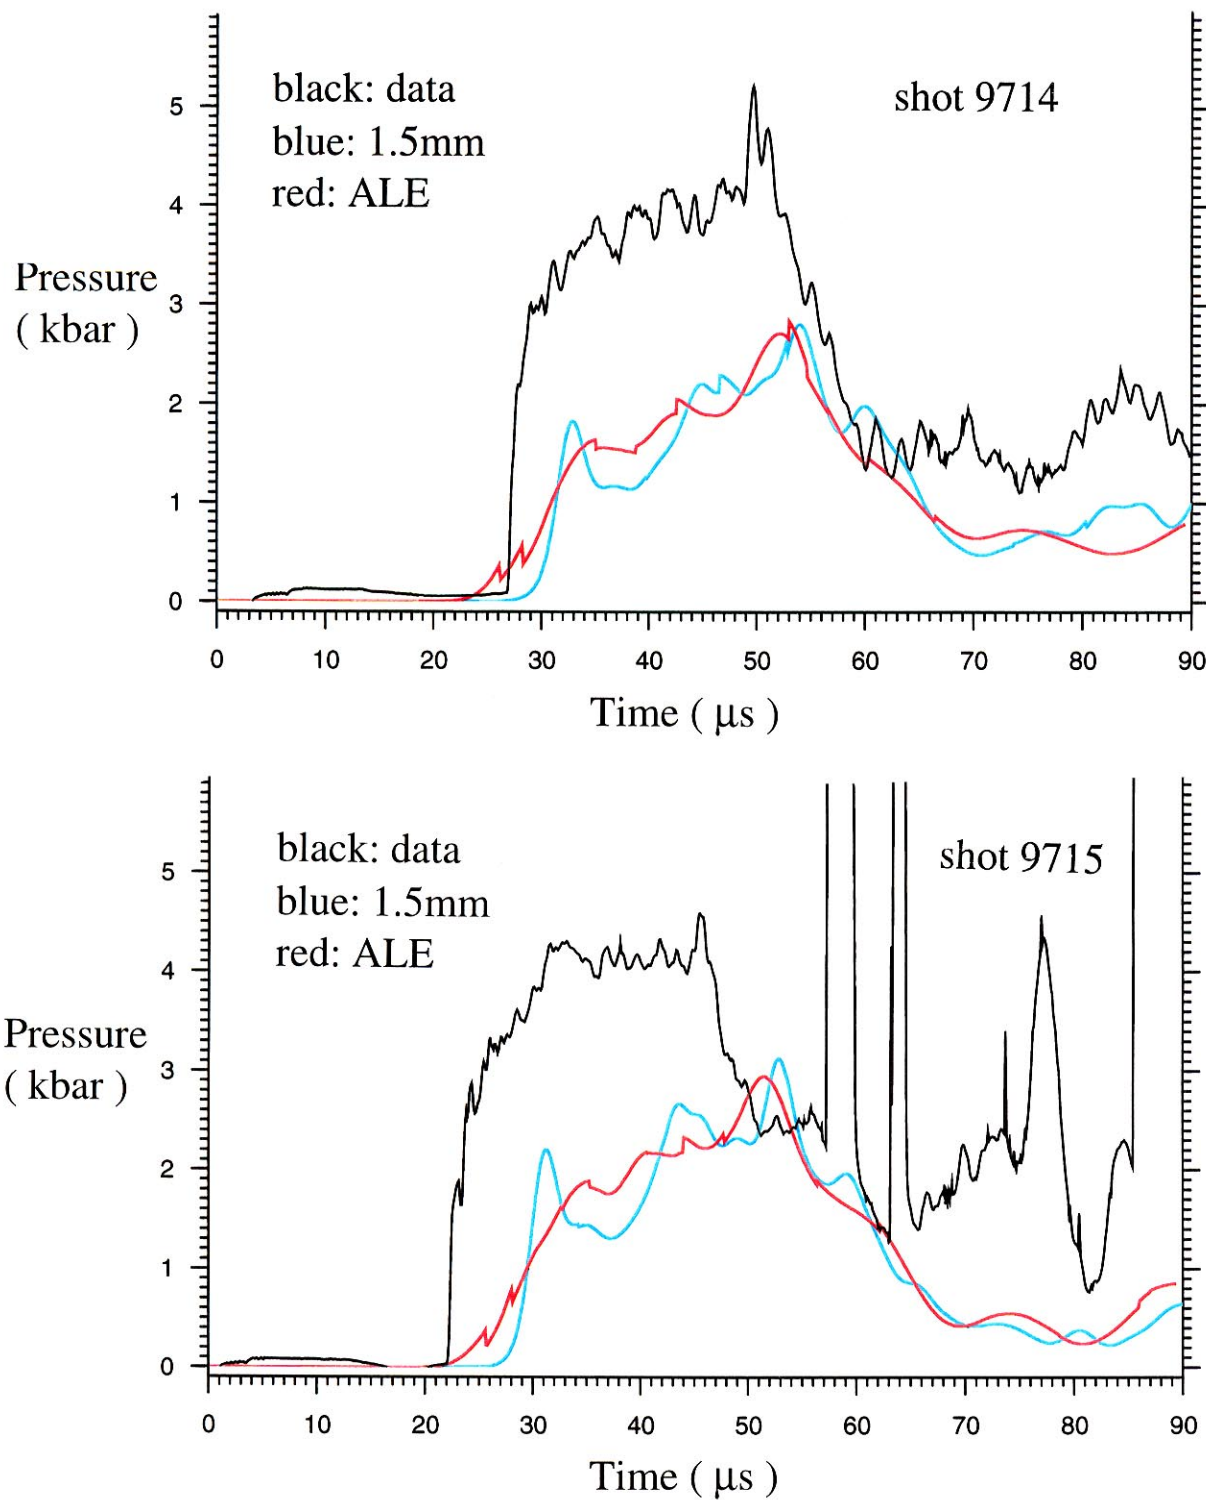 black: data
shot 9714
blue: 1.5mm
red: ALE
Pressure
( kbar )
5
4
3
2
1
0
0 10 20 30 40 50 60 70 80 90
Time ( μs )
black: data
shot 9715
blue: 1.5mm
red: ALE
Pressure
( kbar )
5
4
3
2
1
0
0 10 20 30 40 50 60 70 80 90
Time ( μs )